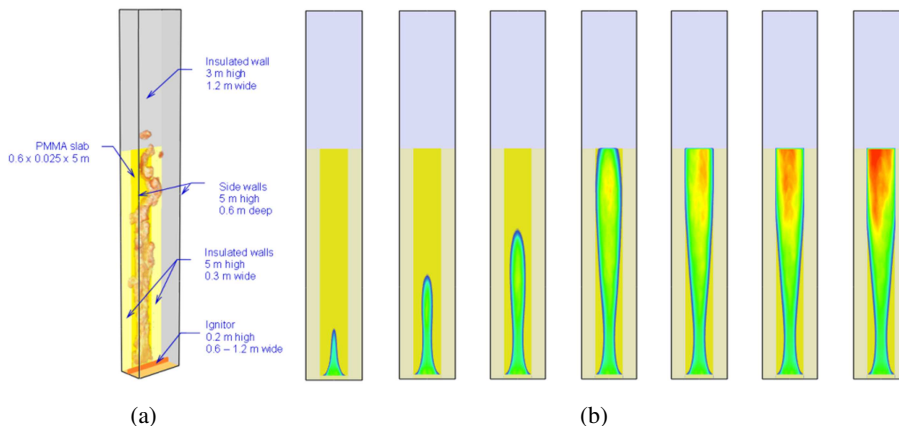 Insulated wall
3 m high
1.2 m wide
PMMA slab
0.6 x 0.025 x 5 m
Side walls
5 m high
0.6 m deep
Insulated walls
5 m high
0.3 m wide
Ignitor
0.2 m high
0.6 – 1.2 m wide
(a)
(b)